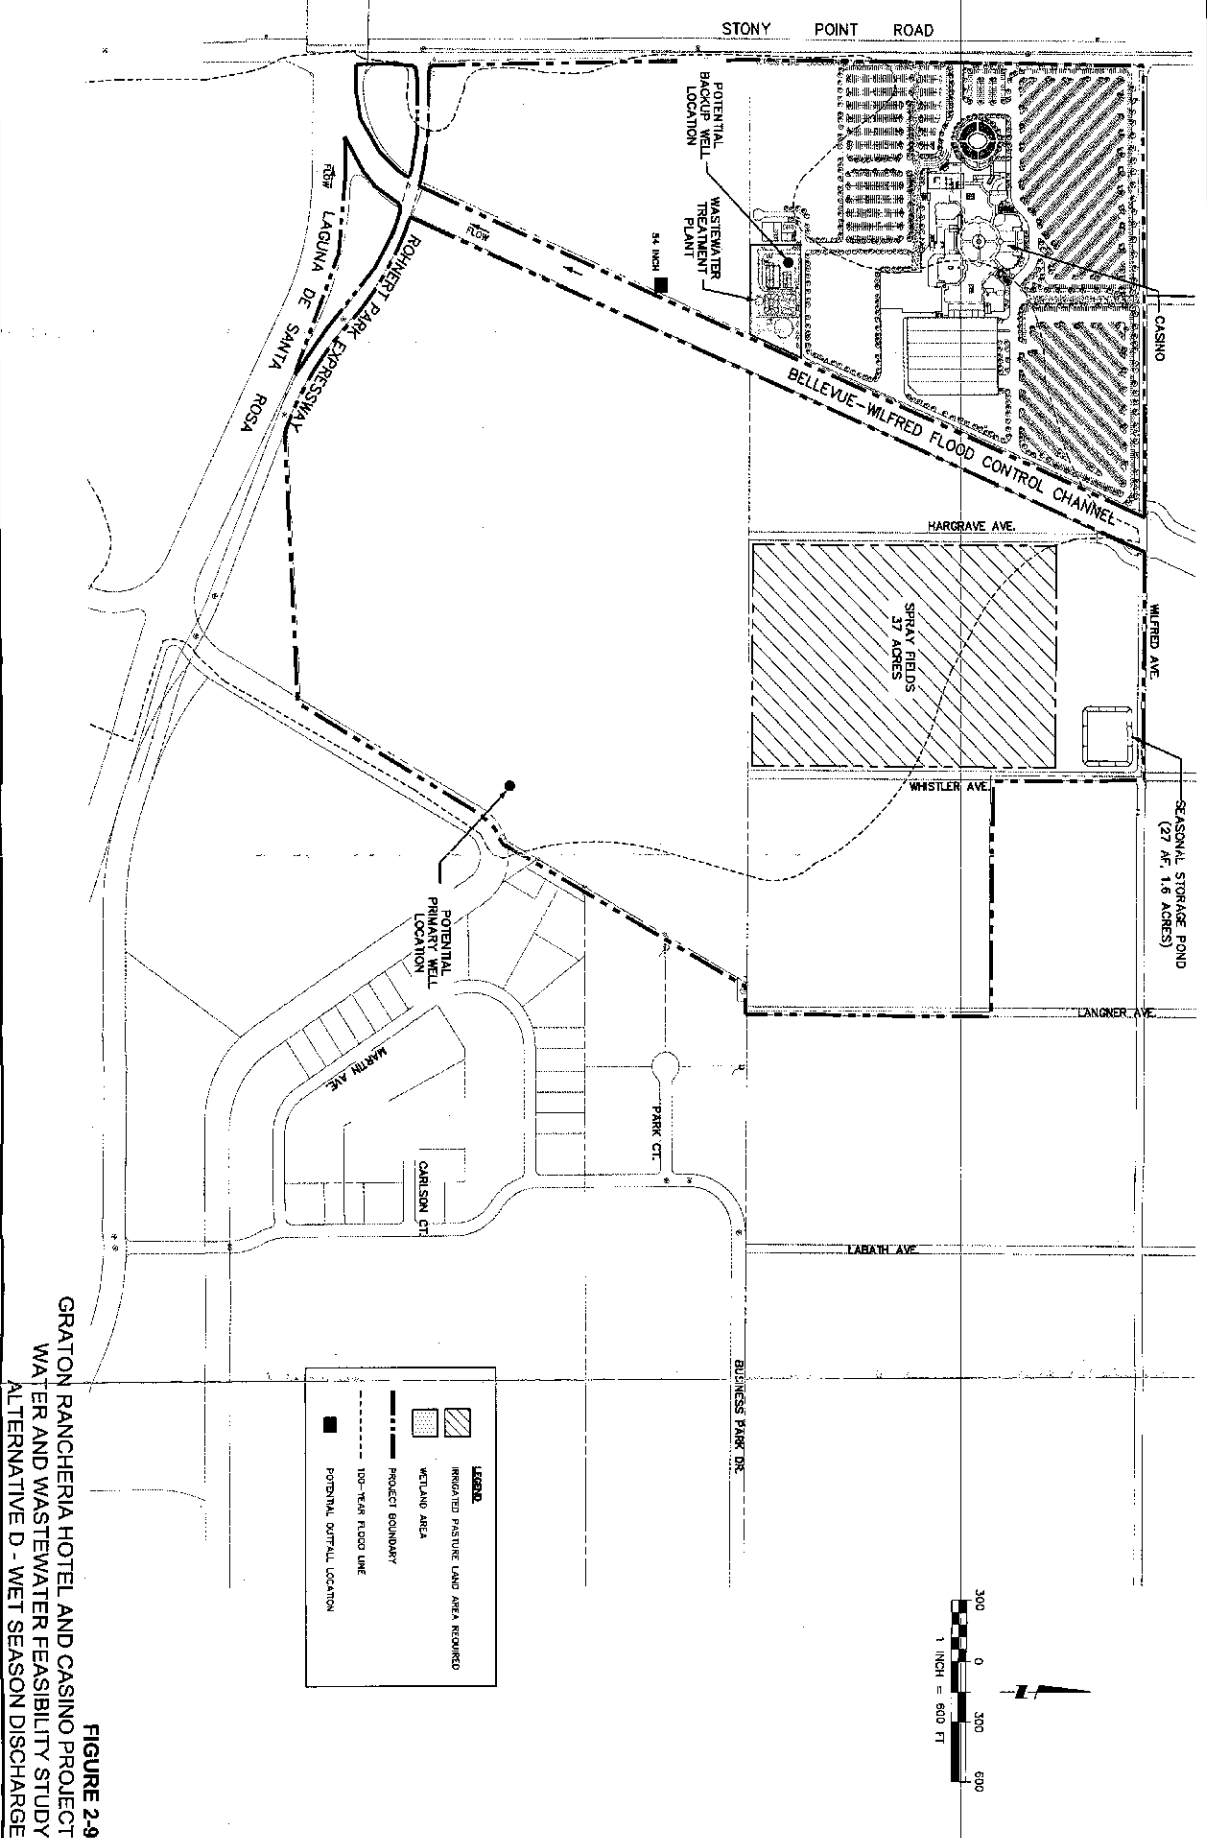 STONY POINT ROAD
POTENTIAL
BACKUP WELL
LOCATION
WASTEWATER
TREATMENT
PLANT
54 INCH
FLOW
FLOW
LAGUNA DE SANTA ROSA
ROHNERT PARK EXPRESSWAY
BELLEVUE-WILFRED FLOOD CONTROL CHANNEL
CASINO
HARGRAVE AVE.
WILFRED AVE.
SPRAY FIELDS
37 ACRES
SEASONAL STORAGE POND
(27 AF, 1.6 ACRES)
WHISTLER AVE.
POTENTIAL
PRIMARY WELL
LOCATION
LANGNER AVE.
MARTIN AVE.
PARK CT.
CARLSON CT.
LABATH AVE.
BUSINESS PARK DR.
LEGEND
IRRIGATED PASTURE LAND AREA REQUIRED
WETLAND AREA
PROJECT BOUNDARY
100-YEAR FLOOD LINE
POTENTIAL OUTFALL LOCATION
300 0 300 600
1 INCH = 600 FT
FIGURE 2-9
GRATON RANCHERIA HOTEL AND CASINO PROJECT
WATER AND WASTEWATER FEASIBILITY STUDY
ALTERNATIVE D - WET SEASON DISCHARGE